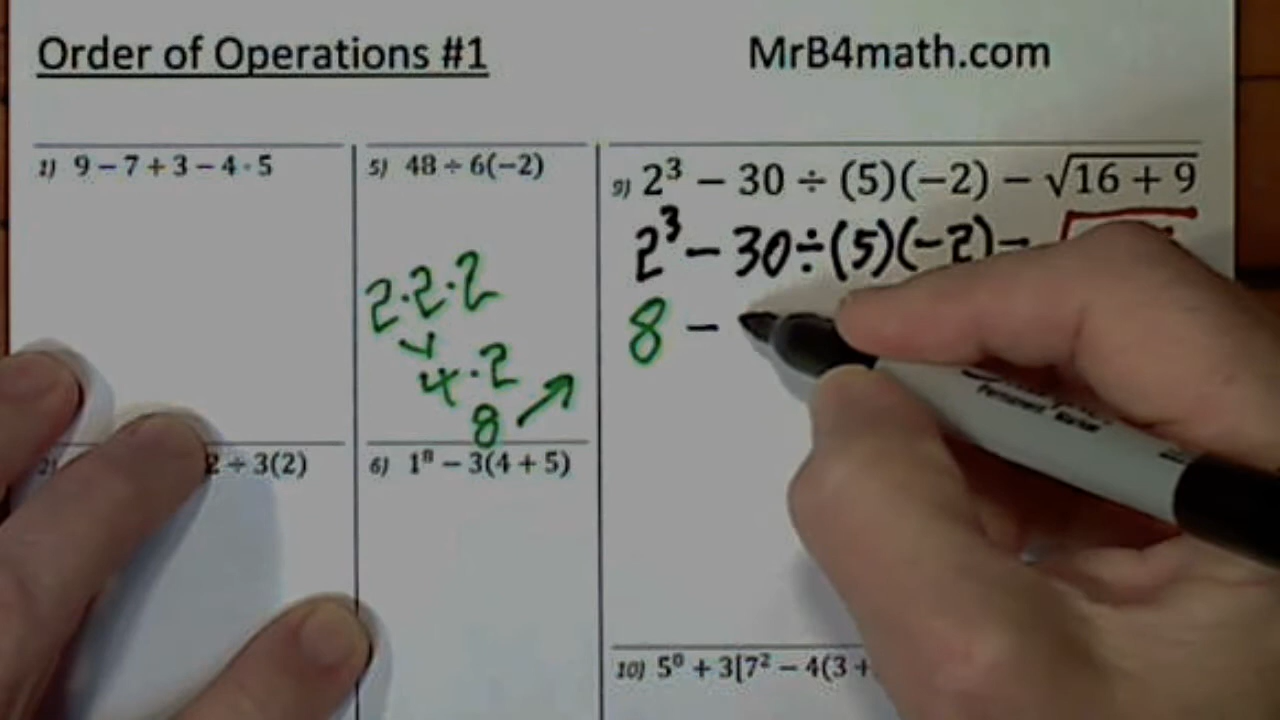 Order of Operations #1
MrB4math.com
1) 9 − 7 + 3 − 4 · 5
5) 48 ÷ 6(−2)
9) 2³ − 30 ÷ (5)(−2) − √16 + 9
2³ − 30 ÷ (5)(−2) −
2·2·2
4·2
8
8 −
2) 2 ÷ 3(2)
6) 1⁸ − 3(4 + 5)
10) 5⁰ + 3[7² − 4(3 +